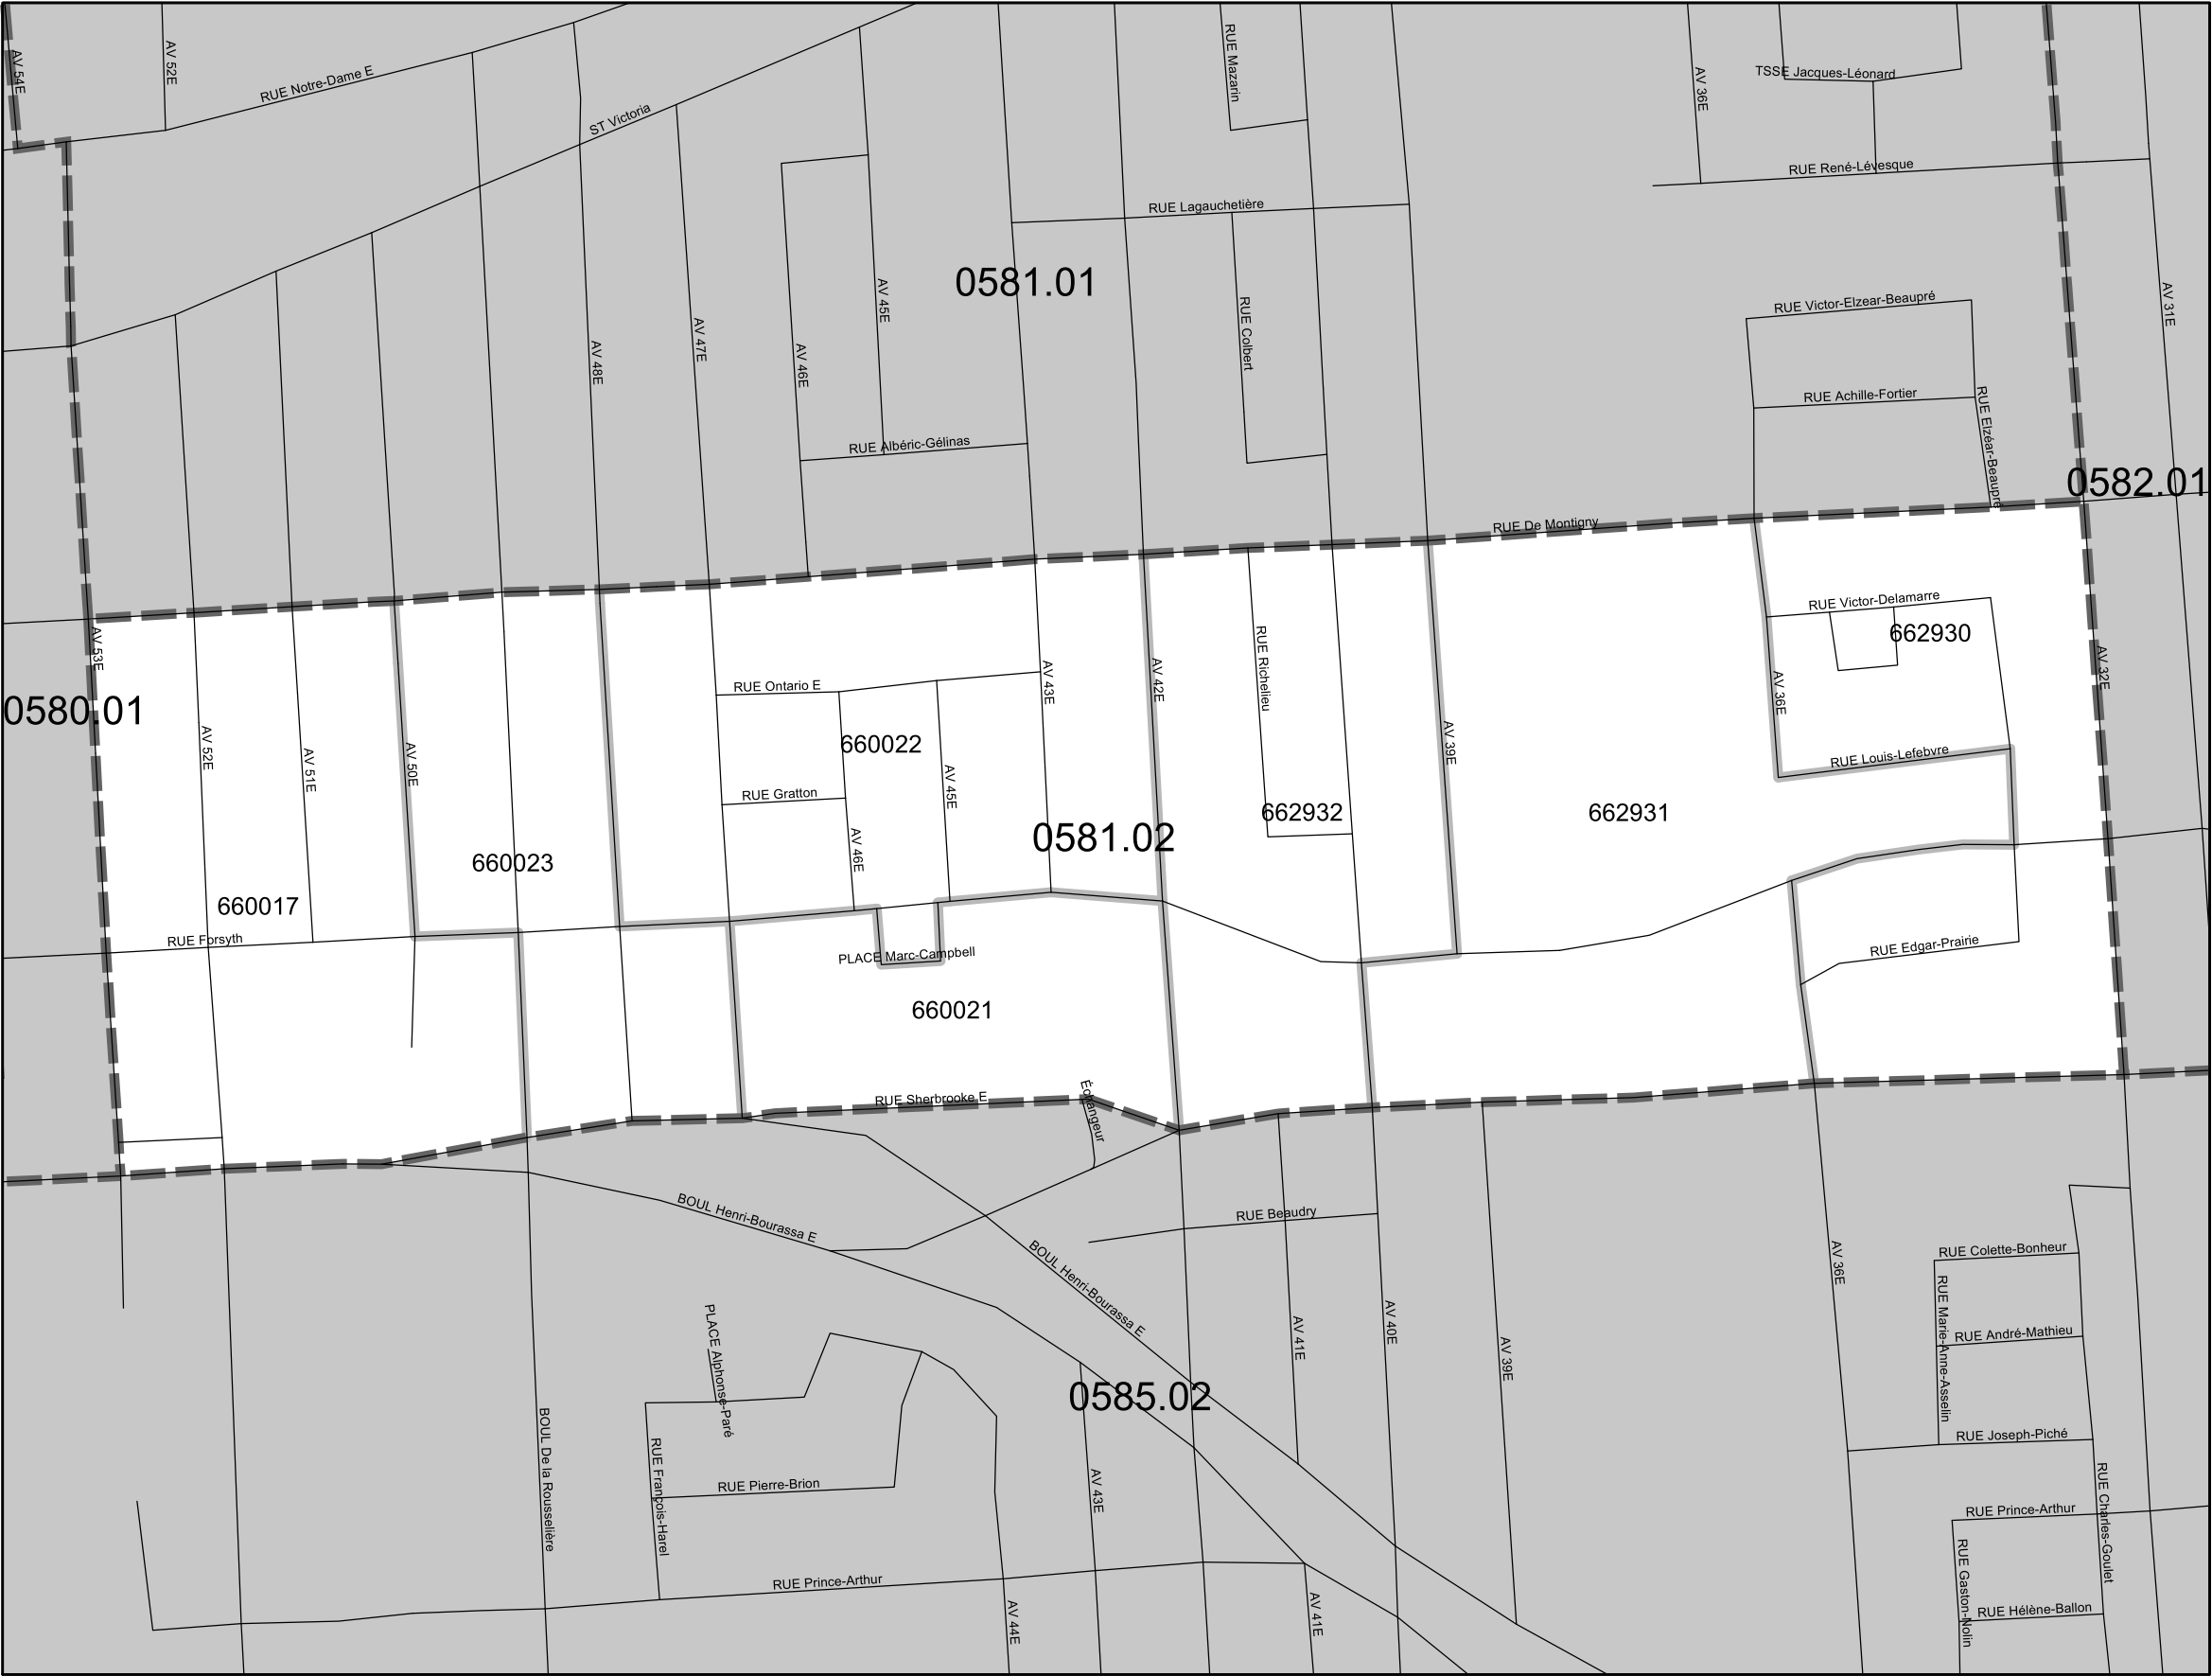 AV 54E
AV 52E
RUE Notre-Dame E
ST Victoria
RUE Mazarin
AV 36E
TSSE Jacques-Léonard
RUE René-Lévesque
RUE Lagauchetière
0581.01
AV 45E
AV 46E
AV 47E
AV 48E
RUE Colbert
RUE Victor-Elzear-Beaupré
AV 31E
RUE Achille-Fortier
RUE Elzéar-Beaupré
RUE Albéric-Gélinas
0582.01
RUE De Montigny
AV 53E
0580.01
AV 52E
AV 51E
AV 50E
RUE Ontario E
AV 43E
AV 42E
RUE Richelieu
AV 39E
RUE Victor-Delamarre
662930
AV 36E
AV 32E
660022
RUE Louis-Lefebvre
RUE Gratton
AV 45E
AV 46E
662932
662931
0581.02
660023
660017
RUE Forsyth
PLACE Marc-Campbell
RUE Edgar-Prairie
660021
RUE Sherbrooke E
Échangeur
BOUL Henri-Bourassa E
BOUL Henri-Bourassa E
RUE Beaudry
AV 36E
RUE Colette-Bonheur
RUE Marie-Anne-Asselin
RUE André-Mathieu
PLACE Alphonse-Paré
AV 41E
AV 40E
AV 39E
0585.02
BOUL De la Rousselière
RUE François-Harel
RUE Pierre-Brion
AV 43E
RUE Joseph-Piché
RUE Charles-Goulet
RUE Prince-Arthur
RUE Gaston-Nolin
RUE Prince-Arthur
AV 44E
AV 41E
RUE Hélène-Ballon